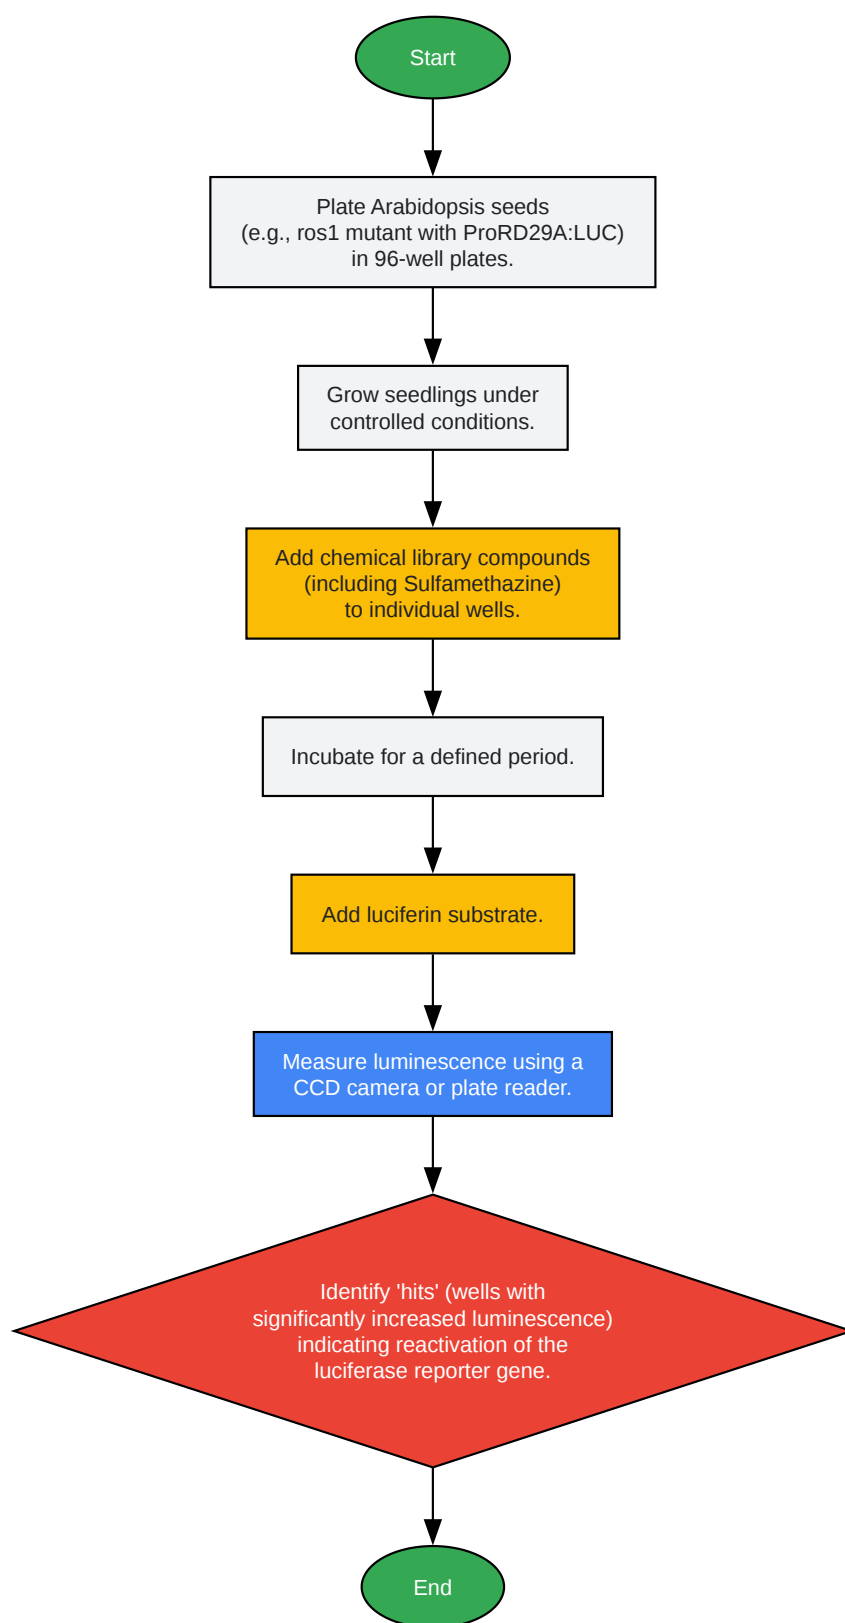 Start
Plate Arabidopsis seeds
(e.g., ros1 mutant with ProRD29A:LUC)
in 96-well plates.
Grow seedlings under
controlled conditions.
Add chemical library compounds
(including Sulfamethazine)
to individual wells.
Incubate for a defined period.
Add luciferin substrate.
Measure luminescence using a
CCD camera or plate reader.
Identify 'hits' (wells with
significantly increased luminescence)
indicating reactivation of the
luciferase reporter gene.
End